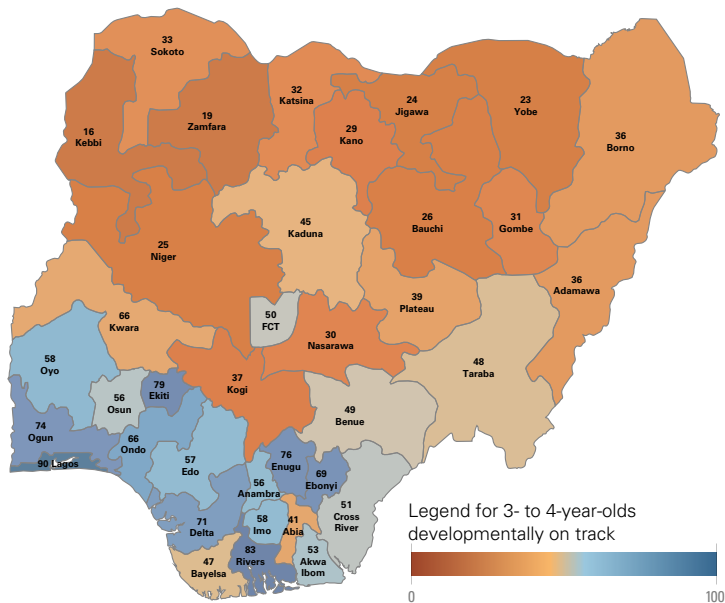 33
Sokoto
32
Katsina
24
Jigawa
23
Yobe
19
Zamfara
16
Kebbi
29
Kano
36
Borno
45
Kaduna
26
Bauchi
31
Gombe
25
Niger
36
Adamawa
39
Plateau
50
FCT
66
Kwara
30
Nasarawa
58
Oyo
48
Taraba
37
Kogi
79
Ekiti
56
Osun
49
Benue
74
Ogun
66
Ondo
57
Edo
76
Enugu
69
Ebonyi
90 Lagos
56
Anambra
51
Cross
River
71
Delta
58
Imo
41
Abia
83
Rivers
53
Akwa
Ibom
47
Bayelsa
Legend for 3- to 4-year-olds
developmentally on track
0 100